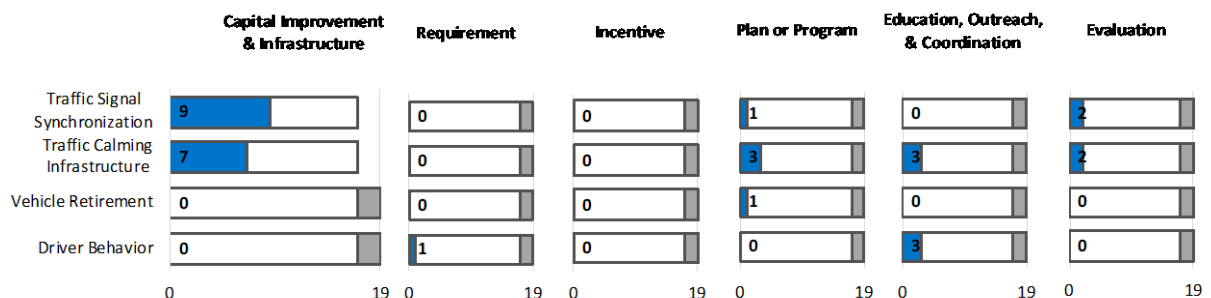 Capital Improvement
& Infrastructure
Requirement
Incentive
Plan or Program
Education, Outreach,
& Coordination
Evaluation
Traffic Signal
Synchronization
9 0 0 1 0 2
Traffic Calming
Infrastructure
7 0 0 3 3 2
Vehicle Retirement
0 0 0 1 0 0
Driver Behavior
0 1 0 0 3 0
0 19 0 19 0 19 0 19 0 19 0 19